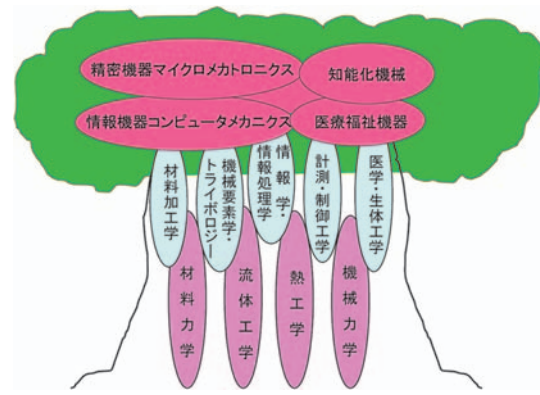 精密機器マイクロメカトロニクス
知能化機械
情報機器コンピュータメカニクス
医療福祉機器
材料加工学
機械要素学・
トライボロジー
情報学・
情報処理学
計測・制御工学
医学・生体工学
材料力学
流体工学
熱工学
機械力学